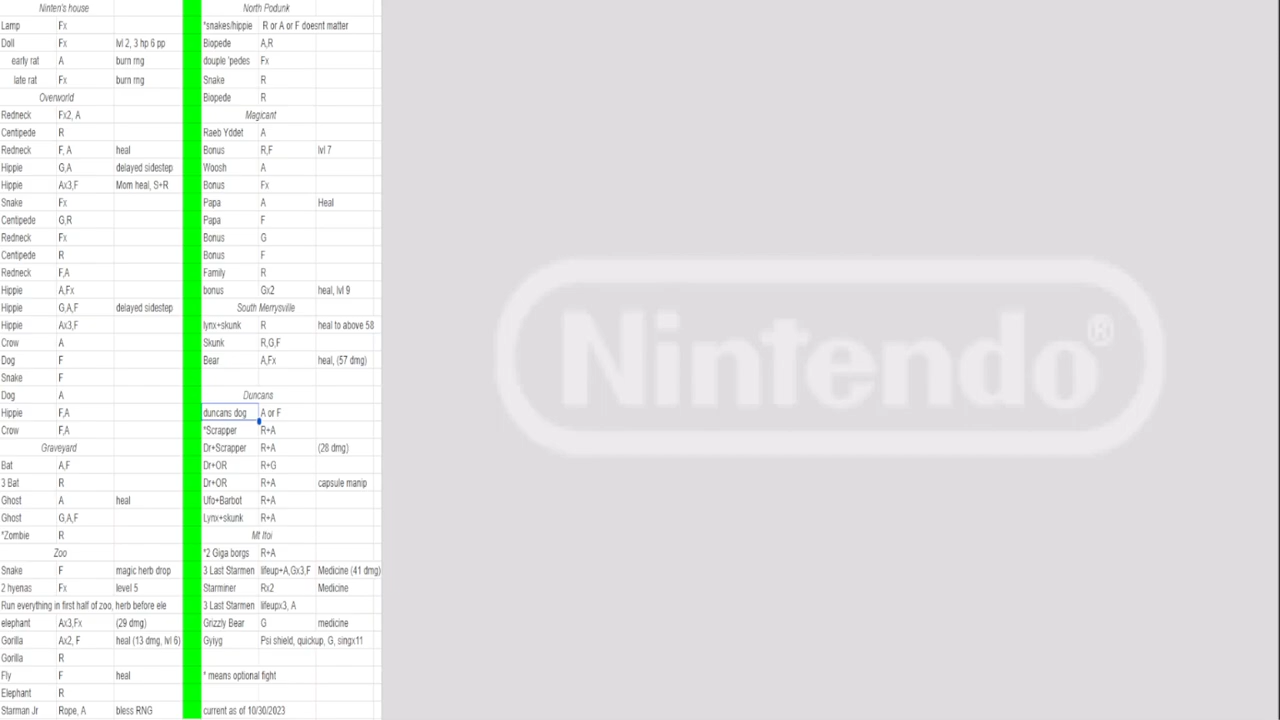 Ninten's house
Lamp Fx
Doll Fx lvl 2, 3 hp 6 pp
early rat A burn rng
late rat Fx burn rng
Overworld
Redneck Fx2, A
Centipede R
Redneck F, A heal
Hippie G,A delayed sidestep
Hippie Ax3,F Mom heal, S+R
Snake Fx
Centipede G,R
Redneck Fx
Centipede R
Redneck F,A
Hippie A,Fx
Hippie G,A,F delayed sidestep
Hippie Ax3,F
Crow A
Dog F
Snake F
Dog A
Hippie F,A
Crow F,A
Graveyard
Bat A,F
3 Bat R
Ghost A heal
Ghost G,A,F
*Zombie R
Zoo
Snake F magic herb drop
2 hyenas Fx level 5
Run everything in first half of zoo, herb before ele
elephant Ax3,Fx (29 dmg)
Gorilla Ax2, F heal (13 dmg, lvl 6)
Gorilla R
Fly F heal
Elephant R
Starman Jr Rope, A bless RNG
North Podunk
*snakes/hippie R or A or F doesnt matter
Biopede A,R
douple 'pedes Fx
Snake R
Biopede R
Magicant
Raeb Yddet A
Bonus R,F lvl 7
Woosh A
Bonus Fx
Papa A Heal
Papa F
Bonus G
Bonus F
Family R
bonus Gx2 heal, lvl 9
South Merrysville
lynx+skunk R heal to above 58
Skunk R,G,F
Bear A,Fx heal, (57 dmg)
Duncans
duncans dog A or F
*Scrapper R+A
Dr+Scrapper R+A (28 dmg)
Dr+OR R+G
Dr+OR R+A capsule manip
Ufo+Barbot R+A
Lynx+skunk R+A
Mt Itoi
*2 Giga borgs R+A
3 Last Starmen lifeup+A,Gx3,F Medicine (41 dmg)
Starminer Rx2 Medicine
3 Last Starmen lifeupx3, A
Grizzly Bear G medicine
Gyiyg Psi shield, quickup, G, singx11
* means optional fight
current as of 10/30/2023
Nintendo®